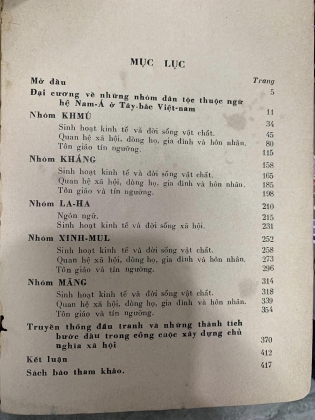 MỤC LỤC
Trang
Mở đầu 5
Đại cương về những nhóm dân tộc thuộc ngữ
hệ Nam-Á ở Tây-bắc Việt-nam 11
Nhóm KHMÚ 34
Sinh hoạt kinh tế và đời sống vật chất. 45
Quan hệ xã hội, dòng họ, gia đình và hôn nhân. 80
Tôn giáo và tín ngưỡng. 115
Nhóm KHÁNG 158
Sinh hoạt kinh tế và đời sống vật chất. 165
Quan hệ xã hội, dòng họ, gia đình và hôn nhân. 185
Tôn giáo và tín ngưỡng. 198
Nhóm LA-HA 210
Ngôn ngữ. 215
Sinh hoạt kinh tế và đời sống xã hội. 231
Nhóm XINH-MUL 252
Sinh hoạt kinh tế và đời sống vật chất. 258
Quan hệ xã hội, dòng họ, gia đình và hôn nhân. 273
Tôn giáo và tín ngưỡng. 296
Nhóm MẢNG 314
Sinh hoạt kinh tế và đời sống vật chất. 318
Quan hệ xã hội, dòng họ, gia đình và hôn nhân. 339
Tôn giáo và tín ngưỡng. 354
Truyền thống đấu tranh và những thành tích
bước đầu trong công cuộc xây dựng chủ
nghĩa xã hội 370
Kết luận 412
Sách báo tham khảo. 417